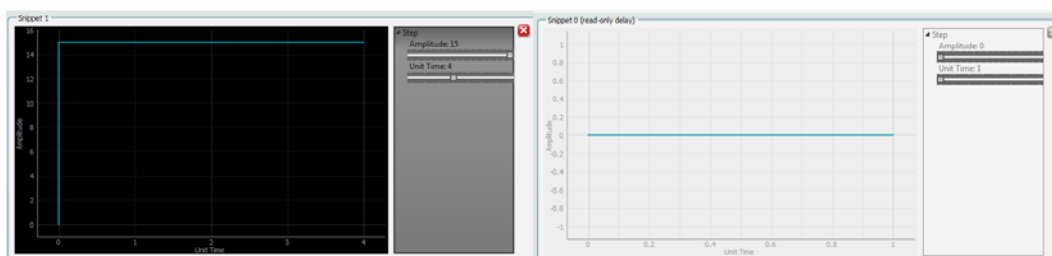 Snippet 1
16
14
12
10
8
6
4
2
0
Amplitude
0 1 2 3 4
Unit Time
Step
Amplitude: 15
Unit Time: 4
Snippet 0 (read-only delay)
1
0.8
0.6
0.4
0.2
0
-0.2
-0.4
-0.6
-0.8
-1
Amplitude
0 0.2 0.4 0.6 0.8 1
Unit Time
Step
Amplitude: 0
Unit Time: 1